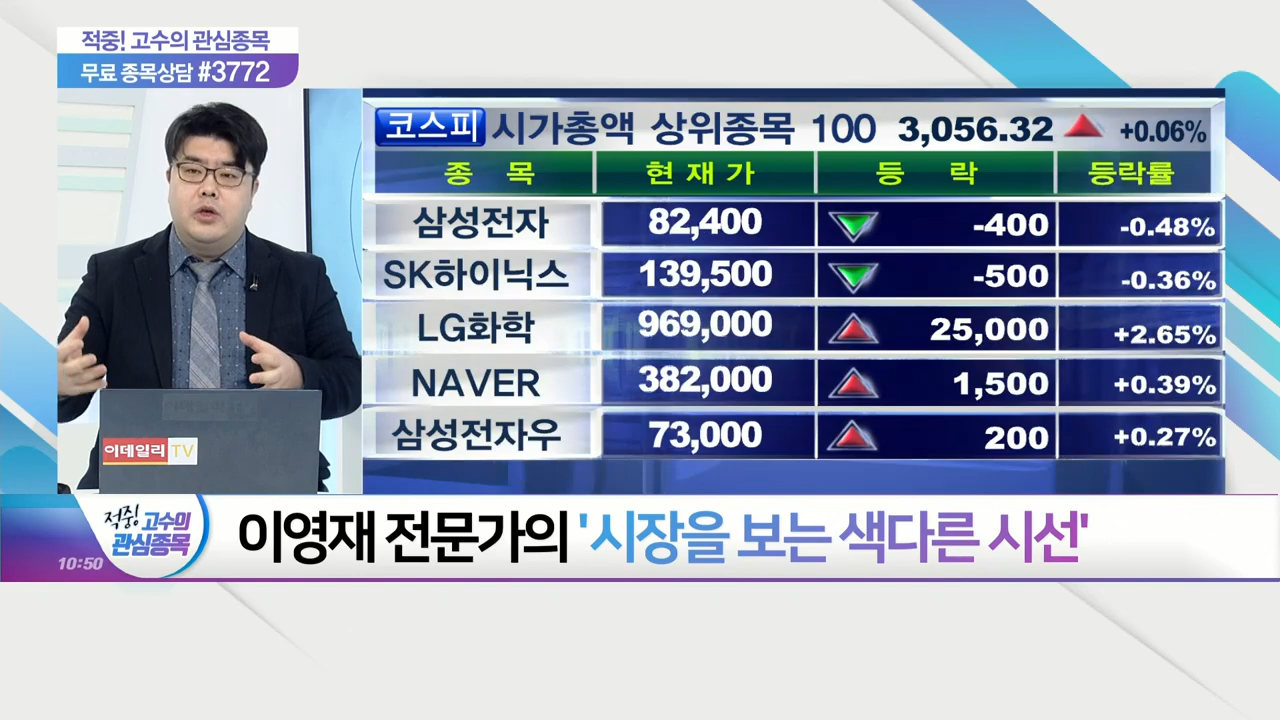 적중! 고수의 관심종목
무료 종목상담 #3772
코스피 시가총액 상위종목 100 3,056.32 +0.06%
종 목 현 재 가 등 락 등락률
삼성전자 82,400 -400 -0.48%
SK하이닉스 139,500 -500 -0.36%
LG화학 969,000 25,000 +2.65%
NAVER 382,000 1,500 +0.39%
삼성전자우 73,000 200 +0.27%
이데일리 TV
적중! 고수의
관심종목
10:50
이영재 전문가의 '시장을 보는 색다른 시선'